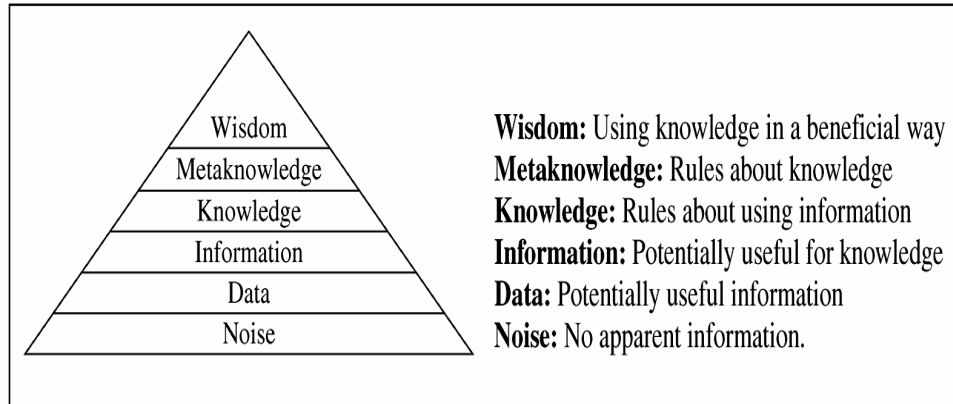 Wisdom
Metaknowledge
Knowledge
Information
Data
Noise
Wisdom: Using knowledge in a beneficial way
Metaknowledge: Rules about knowledge
Knowledge: Rules about using information
Information: Potentially useful for knowledge
Data: Potentially useful information
Noise: No apparent information.